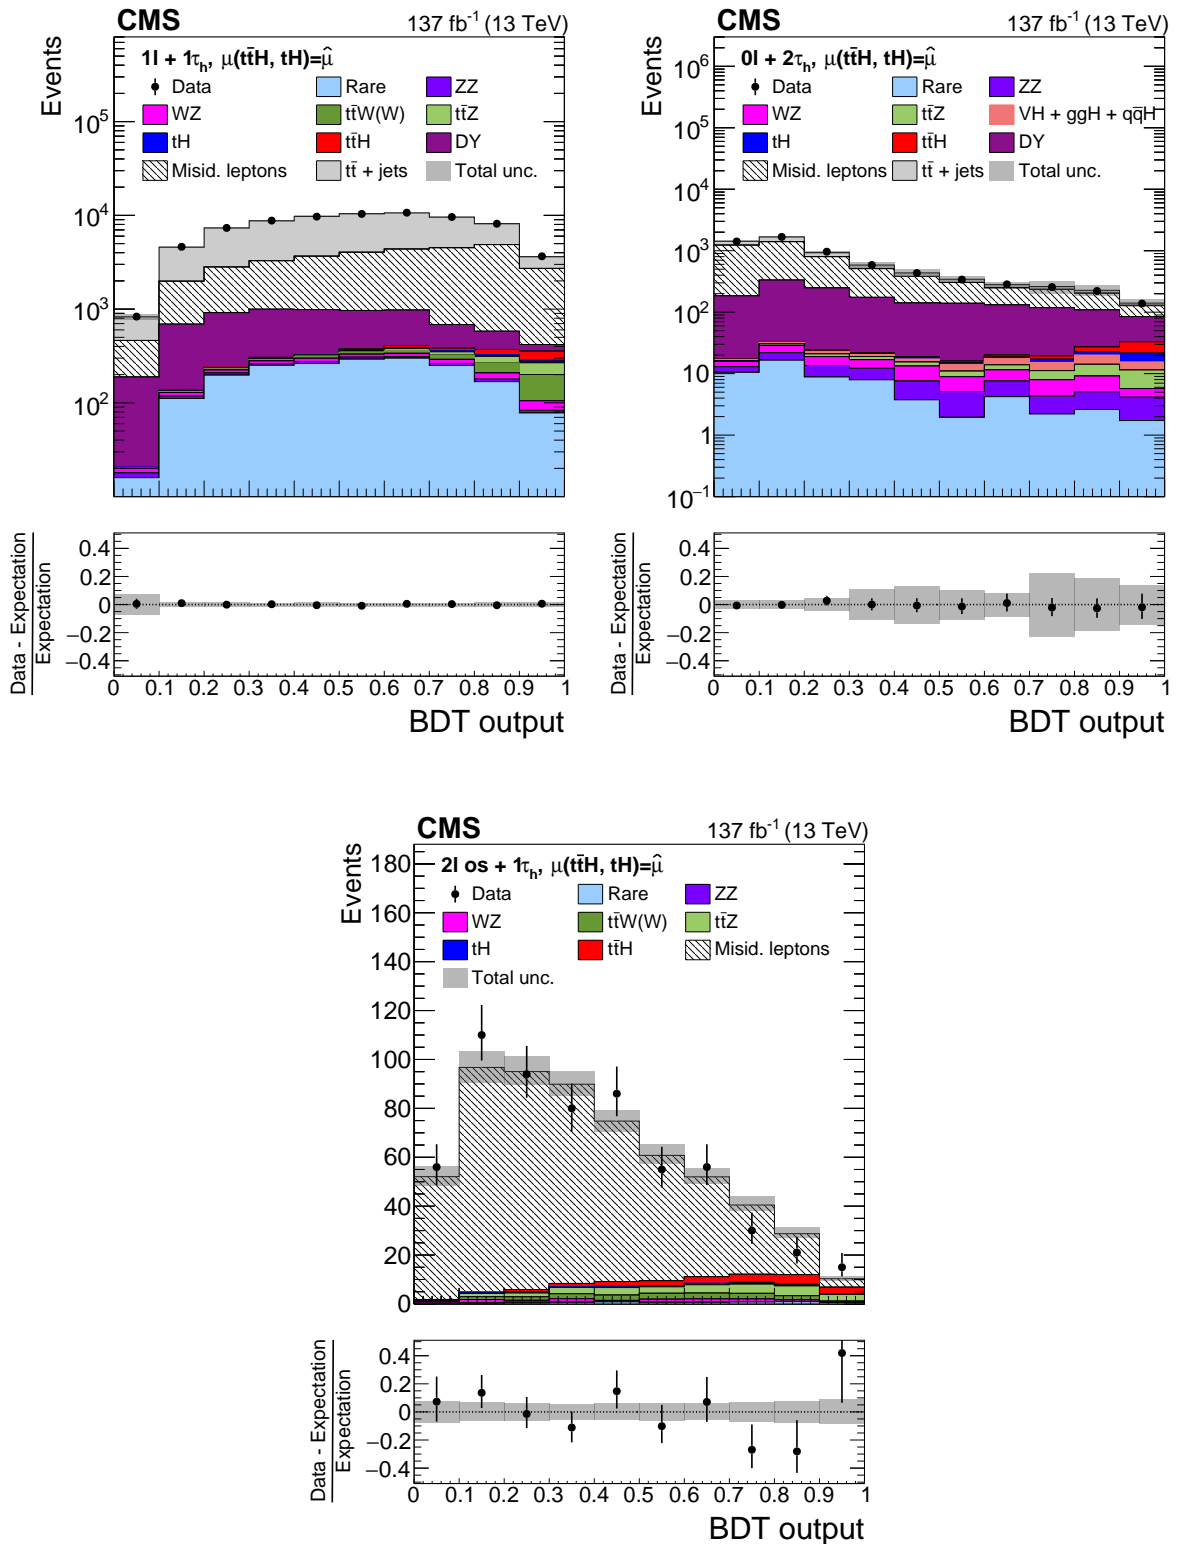 CMS 137 fb⁻¹ (13 TeV)
Events
1l + 1τ_h, μ(tt̄H, tH)=μ̂
Data Rare ZZ
WZ tt̄W(W) tt̄Z
tH tt̄H DY
Misid. leptons tt̄ + jets Total unc.
10⁵
10⁴
10³
10²
Data - Expectation
Expectation
0.4
0.2
0
−0.2
−0.4
0 0.1 0.2 0.3 0.4 0.5 0.6 0.7 0.8 0.9 1
BDT output
CMS 137 fb⁻¹ (13 TeV)
Events
0l + 2τ_h, μ(tt̄H, tH)=μ̂
Data Rare ZZ
WZ tt̄Z VH + ggH + qq̄H
tH tt̄H DY
Misid. leptons tt̄ + jets Total unc.
10⁶
10⁵
10⁴
10³
10²
10
1
10⁻¹
Data - Expectation
Expectation
0.4
0.2
0
−0.2
−0.4
0 0.1 0.2 0.3 0.4 0.5 0.6 0.7 0.8 0.9 1
BDT output
CMS 137 fb⁻¹ (13 TeV)
Events
2l os + 1τ_h, μ(tt̄H, tH)=μ̂
Data Rare ZZ
WZ tt̄W(W) tt̄Z
tH tt̄H Misid. leptons
Total unc.
180
160
140
120
100
80
60
40
20
0
Data - Expectation
Expectation
0.4
0.2
0
−0.2
−0.4
0 0.1 0.2 0.3 0.4 0.5 0.6 0.7 0.8 0.9 1
BDT output